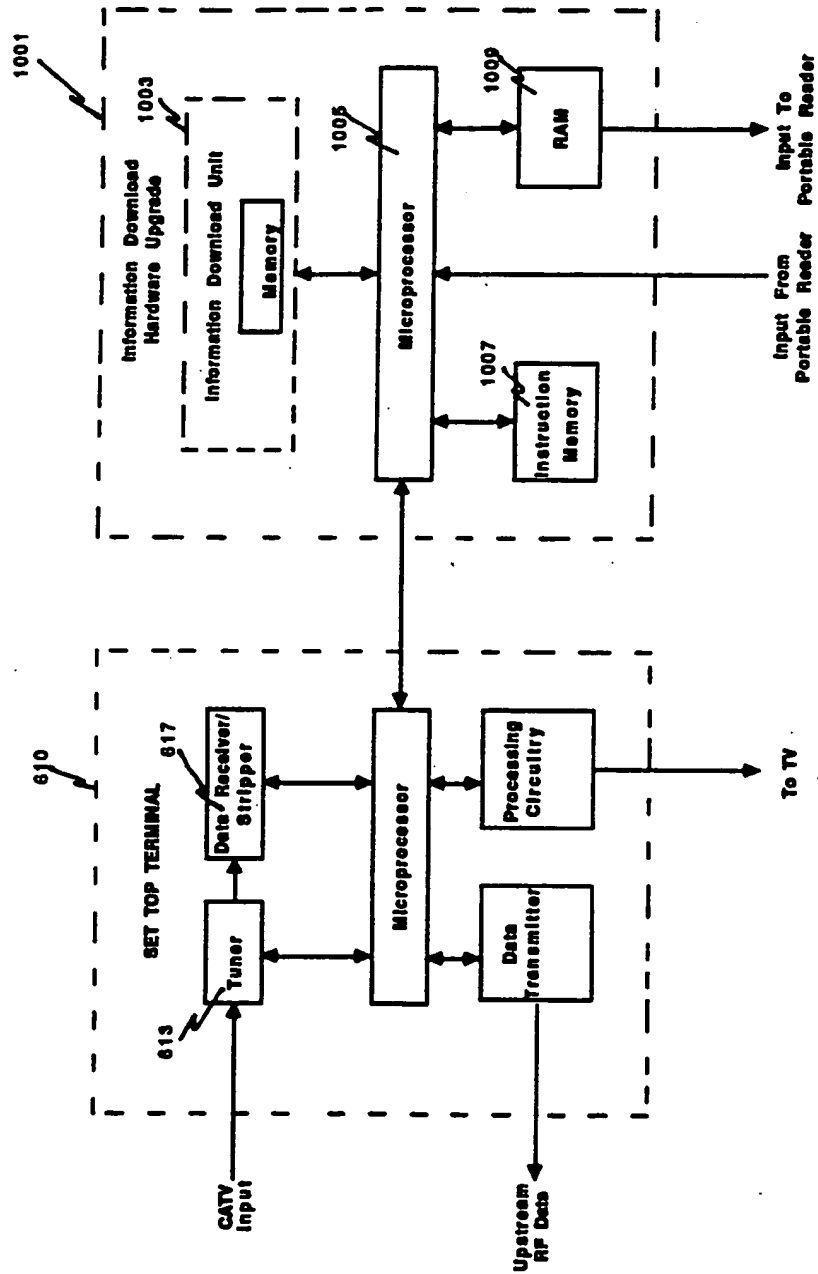 610
SET TOP TERMINAL
CATV
Input
613
Tuner
617
Data Receiver/
Stripper
Microprocessor
Data
Transmitter
Processing
Circuitry
Upstream
RF Data
To TV
1001
Information Download
Hardware Upgrade
1003
Information Download Unit
Memory
1005
Microprocessor
1007
Instruction
Memory
1009
RAM
Input From
Portable Reader
Input To
Portable Reader